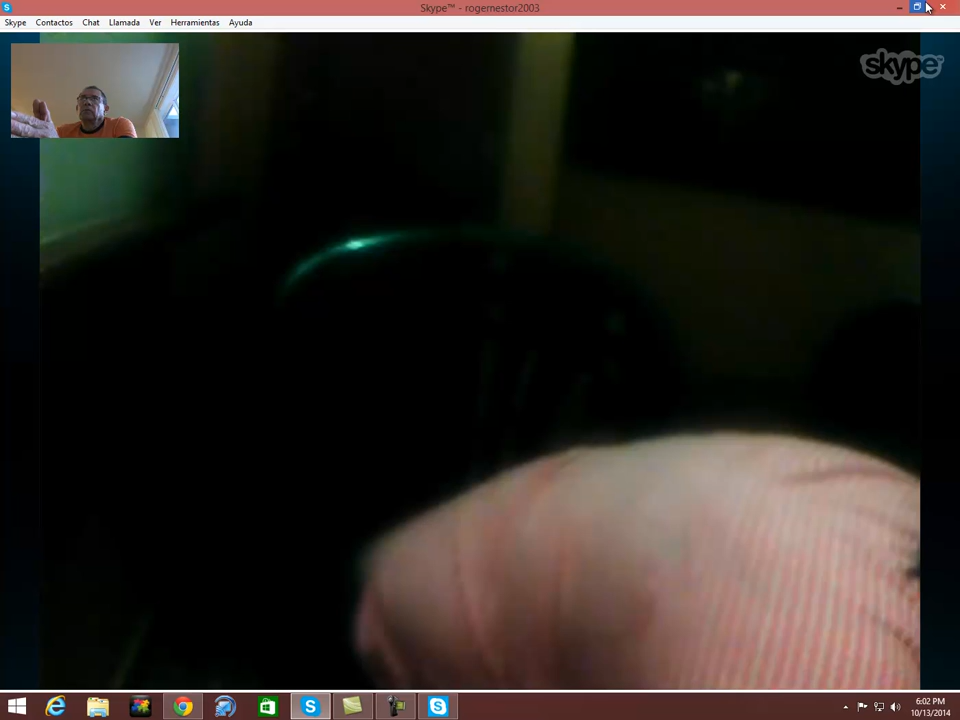 Skype™ - rogernestor2003
Skype Contactos Chat Llamada Ver Herramientas Ayuda
skype
6:02 PM
10/13/2014